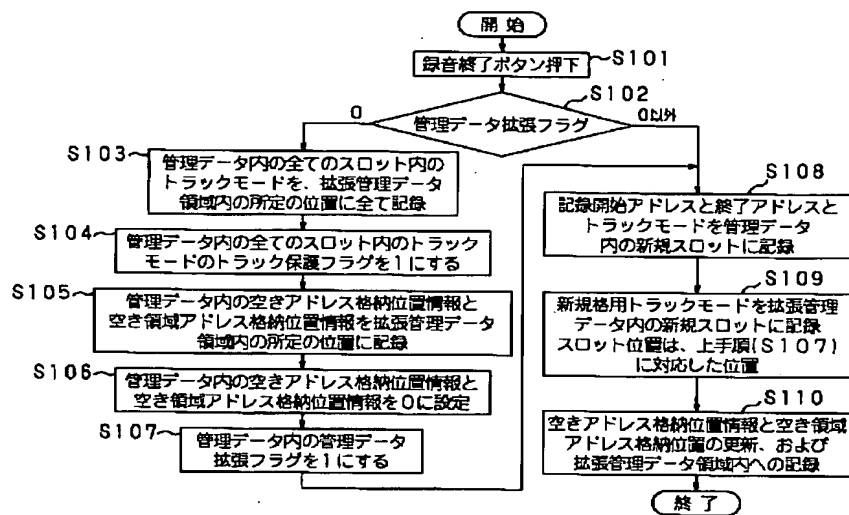 開 始
録音終了ボタン押下
S101
S102
管理データ拡張フラグ
0
0以外
S103
管理データ内の全てのスロット内の
トラックモードを、拡張管理データ
領域内の所定の位置に全て記録
S104
管理データ内の全てのスロット内のトラック
モードのトラック保護フラグを1にする
S105
管理データ内の空きアドレス格納位置情報と
空き領域アドレス格納位置情報を拡張管理データ
領域内の所定の位置に記録
S106
管理データ内の空きアドレス格納位置情報と
空き領域アドレス格納位置情報を0に設定
S107
管理データ内の管理データ
拡張フラグを1にする
S108
記録開始アドレスと終了アドレスと
トラックモードを管理データ
内の新規スロットに記録
S109
新規格用トラックモードを拡張管理
データ内の新規スロットに記録
スロット位置は、上手順(S107)
に対応した位置
S110
空きアドレス格納位置情報と空き領域
アドレス格納位置の更新、および
拡張管理データ領域内への記録
終 了